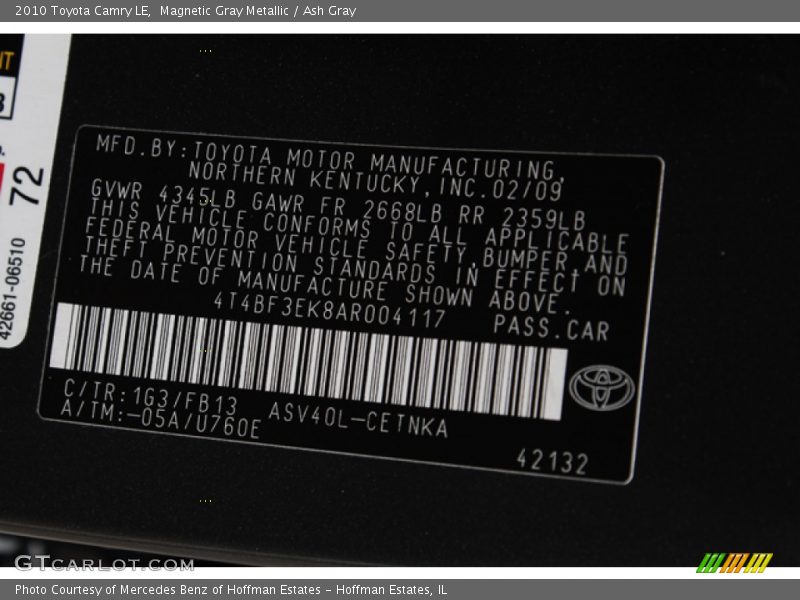 2010 Toyota Camry LE, Magnetic Gray Metallic / Ash Gray
72
42661-06510
MFD.BY:TOYOTA MOTOR MANUFACTURING,
NORTHERN KENTUCKY,INC.02/09
GVWR 4345LB GAWR FR 2668LB RR 2359LB
THIS VEHICLE CONFORMS TO ALL APPLICABLE
FEDERAL MOTOR VEHICLE SAFETY,BUMPER,AND
THEFT PREVENTION STANDARDS IN EFFECT ON
THE DATE OF MANUFACTURE SHOWN ABOVE.
4T4BF3EK8AR004117 PASS.CAR
C/TR:1G3/FB13 ASV40L-CETNKA
A/TM:-05A/U760E
42132
GTCARLOT.COM
Photo Courtesy of Mercedes Benz of Hoffman Estates - Hoffman Estates, IL